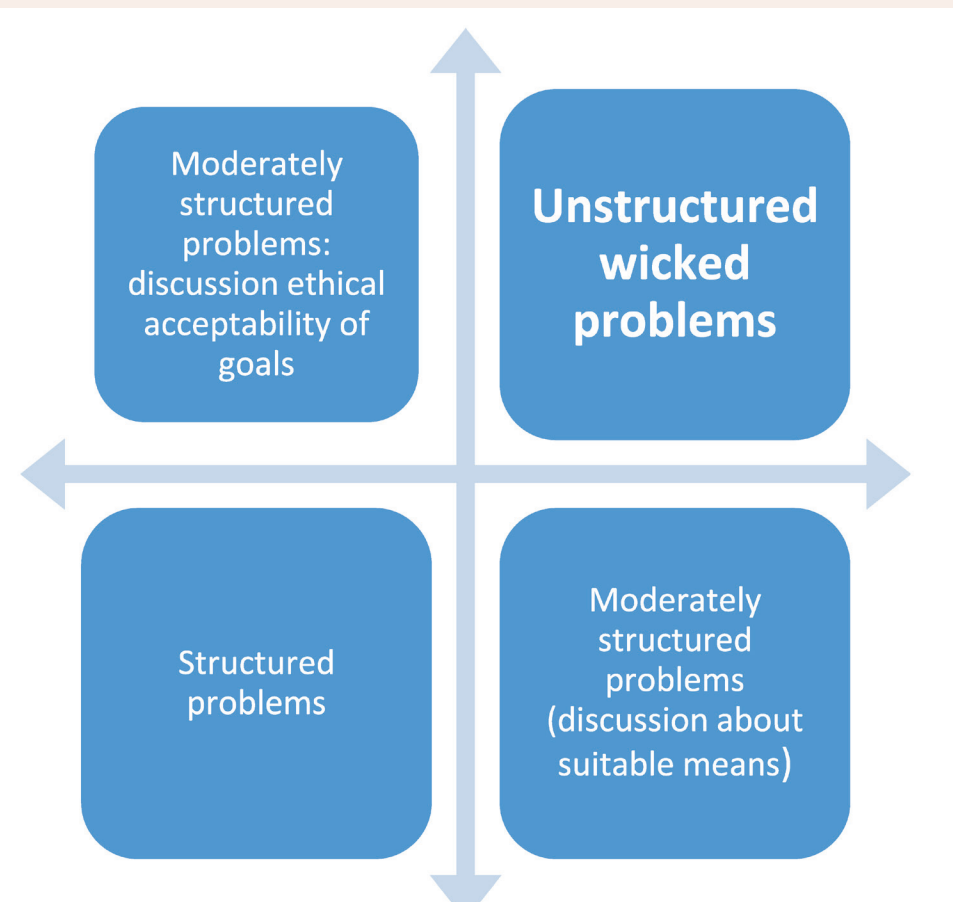 Moderately
structured
problems:
discussion ethical
acceptability of
goals
Unstructured
wicked
problems
Structured
problems
Moderately
structured
problems
(discussion about
suitable means)